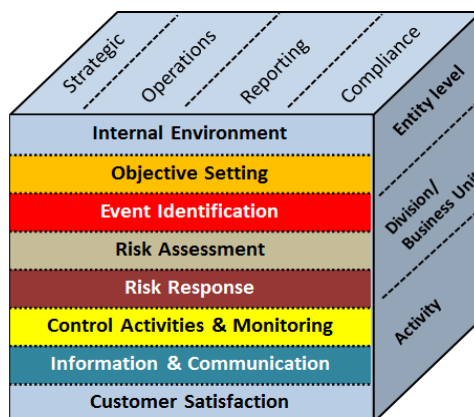 Strategic
Operations
Reporting
Compliance
Internal Environment
Objective Setting
Event Identification
Risk Assessment
Risk Response
Control Activities & Monitoring
Information & Communication
Customer Satisfaction
Entity level
Division/
Business Unit
Activity